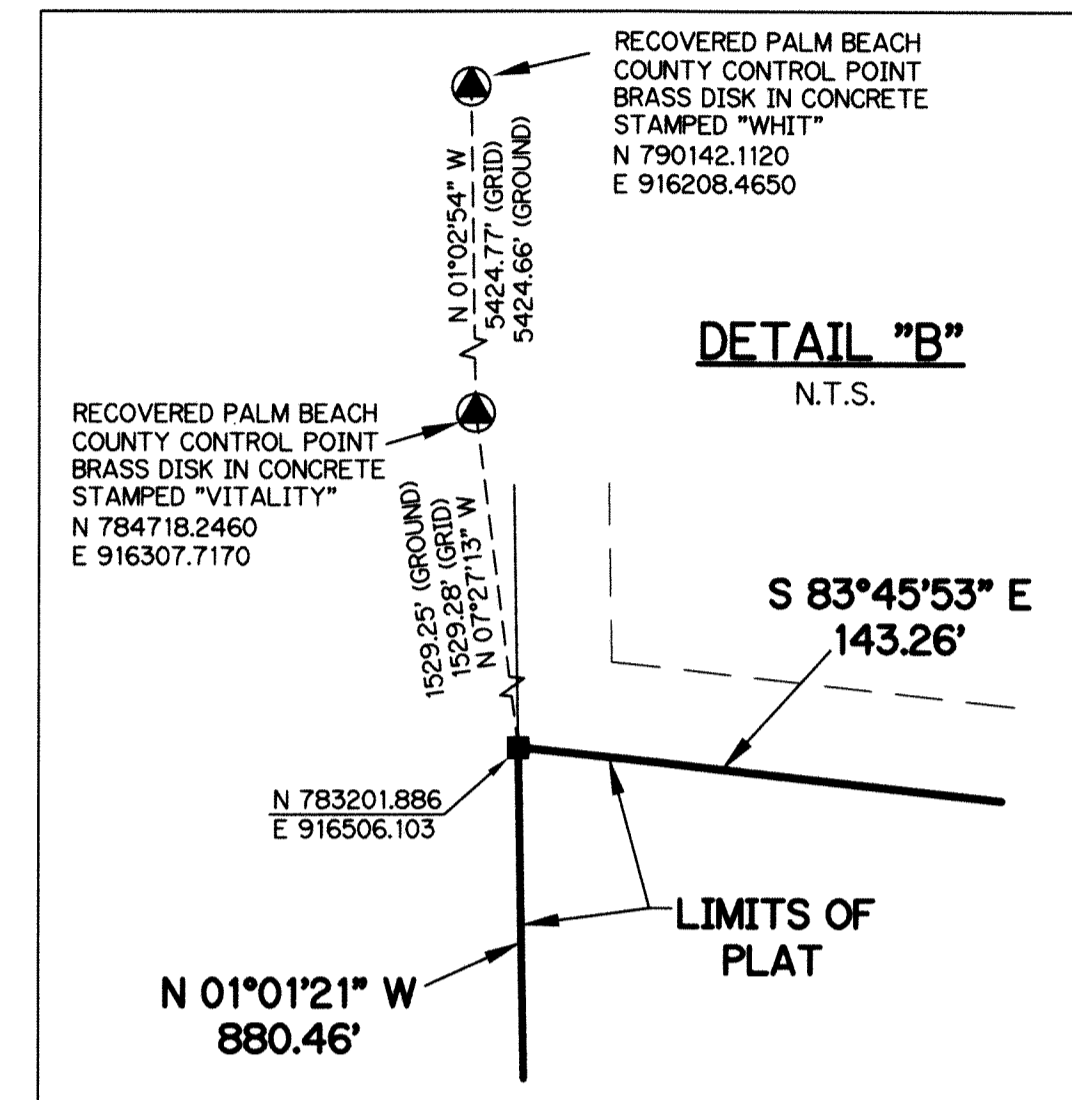 RECOVERED PALM BEACH
COUNTY CONTROL POINT
BRASS DISK IN CONCRETE
STAMPED "WHIT"
N 790142.1120
E 916208.4650
N 01°02'54" W
5424.77' (GRID)
5424.66' (GROUND)
DETAIL "B"
N.T.S.
RECOVERED PALM BEACH
COUNTY CONTROL POINT
BRASS DISK IN CONCRETE
STAMPED "VITALITY"
N 784718.2460
E 916307.7170
1529.25' (GROUND)
1529.28' (GRID)
N 07°27'13" W
S 83°45'53" E
143.26'
N 783201.886
E 916506.103
LIMITS OF
PLAT
N 01°01'21" W
880.46'